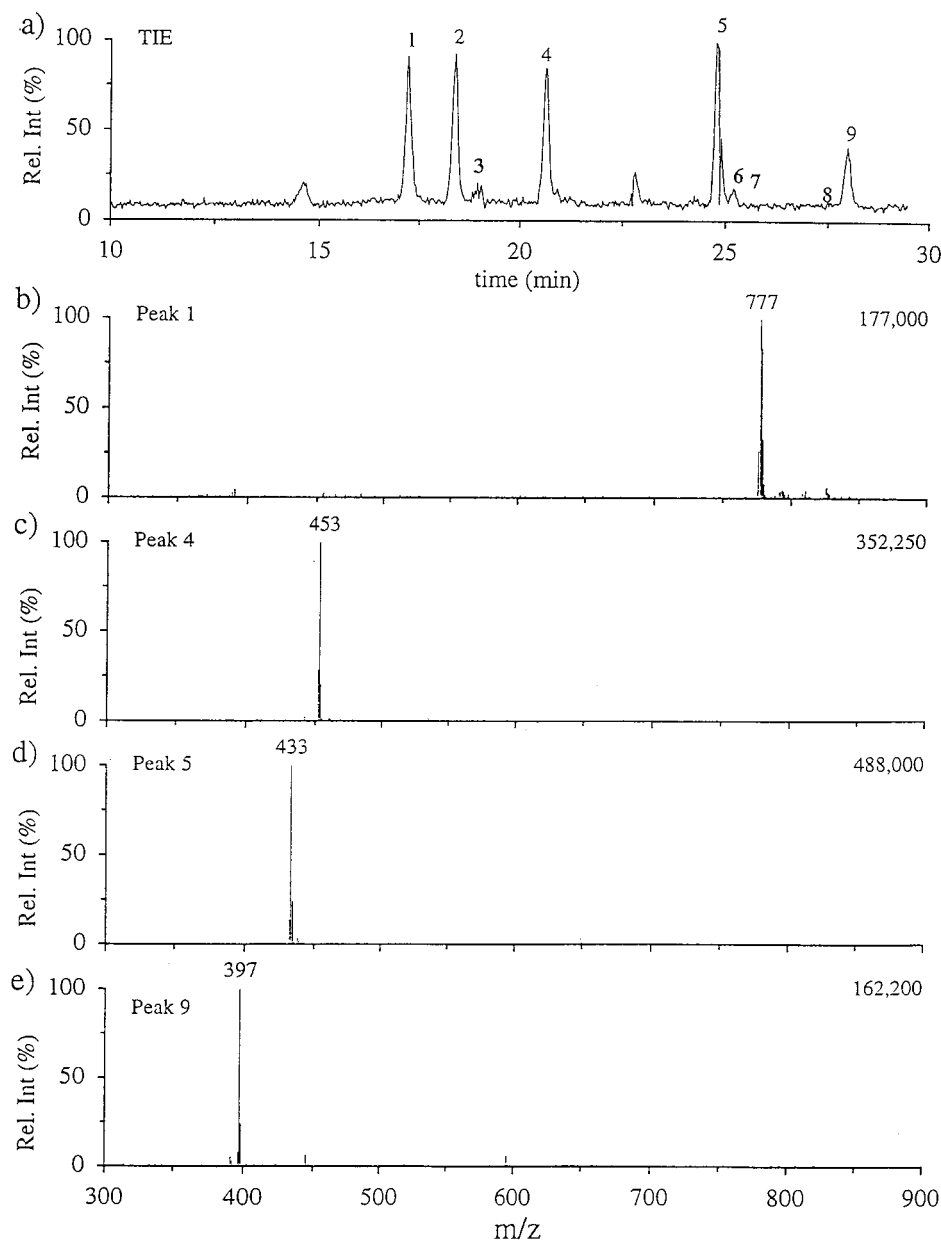 a)
TIE
100
50
0
Rel. Int (%)
1
2
3
4
5
6
7
8
9
10
15
20
25
30
time (min)
b)
Peak 1
777
177,000
100
50
0
Rel. Int (%)
c)
Peak 4
453
352,250
100
50
0
Rel. Int (%)
d)
Peak 5
433
488,000
100
50
0
Rel. Int (%)
e)
Peak 9
397
162,200
100
50
0
Rel. Int (%)
300
400
500
600
700
800
900
m/z